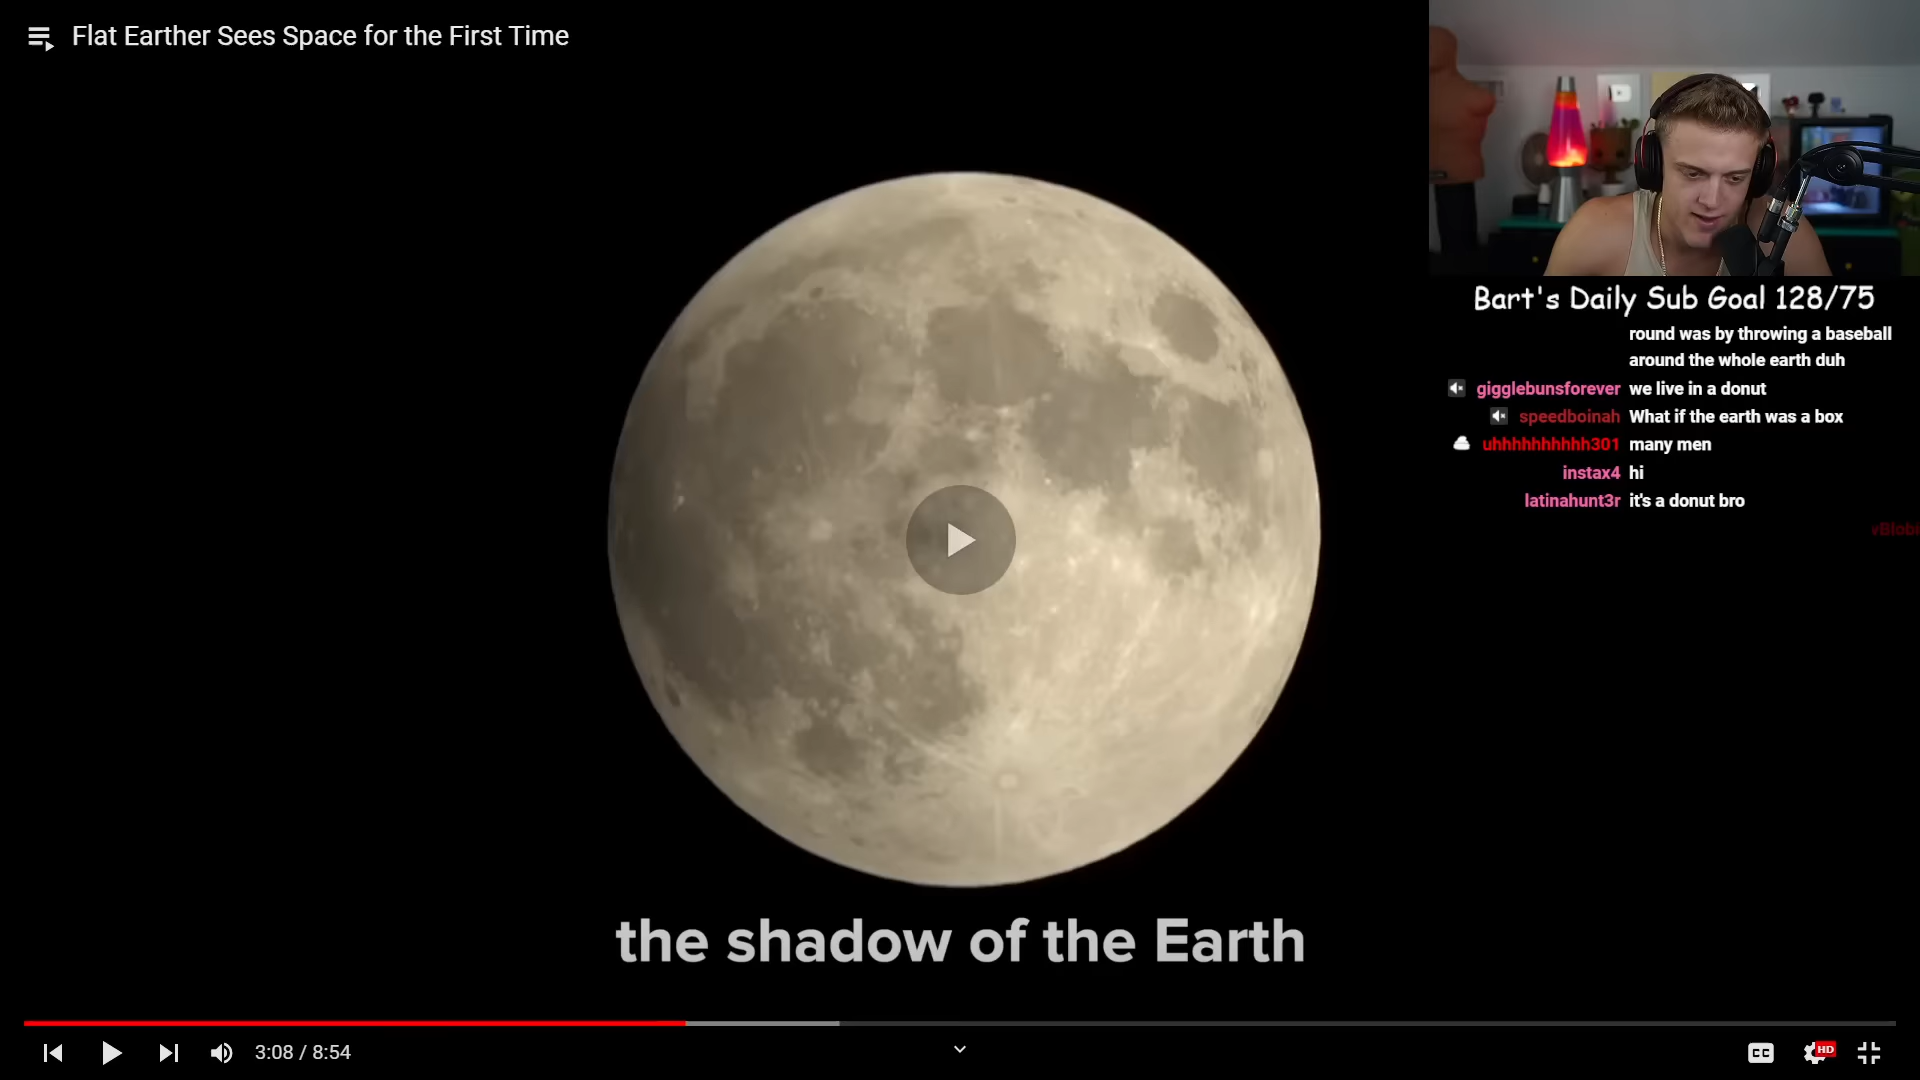 Flat Earther Sees Space for the First Time
Bart's Daily Sub Goal 128/75
round was by throwing a baseball
around the whole earth duh
gigglebunsforever we live in a donut
speedboinah What if the earth was a box
uhhhhhhhhhh301 many men
instax4 hi
latinahunt3r it's a donut bro
the shadow of the Earth
3:08 / 8:54
CC
HD